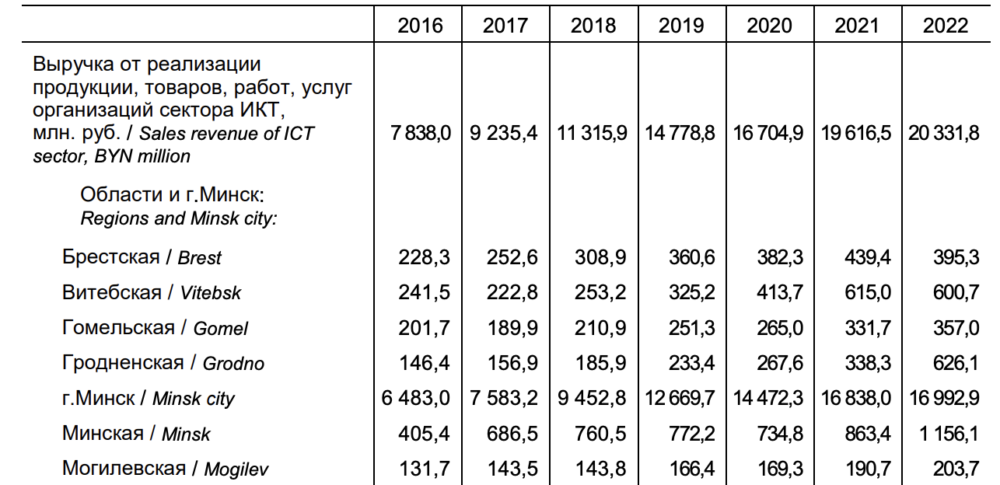 2016 2017 2018 2019 2020 2021 2022
Выручка от реализации
продукции, товаров, работ, услуг
организаций сектора ИКТ,
млн. руб. / Sales revenue of ICT 7 838,0 9 235,4 11 315,9 14 778,8 16 704,9 19 616,5 20 331,8
sector, BYN million
Области и г.Минск:
Regions and Minsk city:
Брестская / Brest 228,3 252,6 308,9 360,6 382,3 439,4 395,3
Витебская / Vitebsk 241,5 222,8 253,2 325,2 413,7 615,0 600,7
Гомельская / Gomel 201,7 189,9 210,9 251,3 265,0 331,7 357,0
Гродненская / Grodno 146,4 156,9 185,9 233,4 267,6 338,3 626,1
г.Минск / Minsk city 6 483,0 7 583,2 9 452,8 12 669,7 14 472,3 16 838,0 16 992,9
Минская / Minsk 405,4 686,5 760,5 772,2 734,8 863,4 1 156,1
Могилевская / Mogilev 131,7 143,5 143,8 166,4 169,3 190,7 203,7